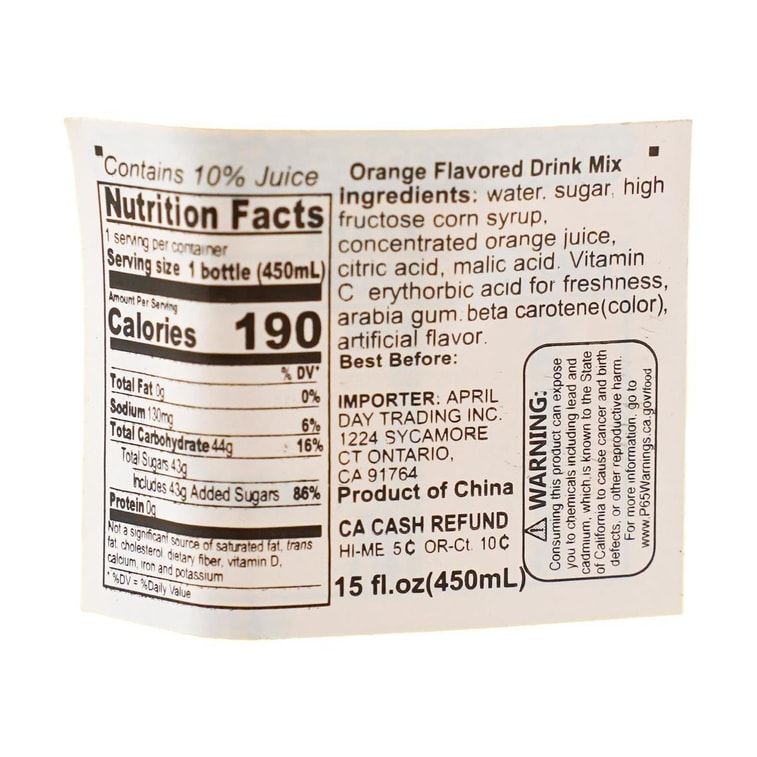 Contains 10% Juice
Nutrition Facts
1 serving per container
Serving size 1 bottle (450mL)
Amount Per Serving
Calories 190
% DV*
Total Fat 0g 0%
Sodium 130mg 6%
Total Carbohydrate 44g 16%
Total Sugars 43g
Includes 43g Added Sugars 86%
Protein 0g
Not a significant source of saturated fat, trans
fat, cholesterol, dietary fiber, vitamin D,
calcium, iron and potassium
* %DV = %Daily Value
Orange Flavored Drink Mix
Ingredients: water, sugar, high
fructose corn syrup,
concentrated orange juice,
citric acid, malic acid. Vitamin
C erythorbic acid for freshness,
arabia gum. beta carotene(color),
artificial flavor.
Best Before:
IMPORTER: APRIL
DAY TRADING INC.
1224 SYCAMORE
CT ONTARIO,
CA 91764
Product of China
CA CASH REFUND
HI-ME 5¢ OR-Ct. 10¢
15 fl.oz(450mL)
⚠ WARNING:
Consuming this product can expose
you to chemicals including lead and
cadmium, which is known to the State
of California to cause cancer and birth
defects, or other reproductive harm.
For more information, go to
www.P65Warnings.ca.gov/food